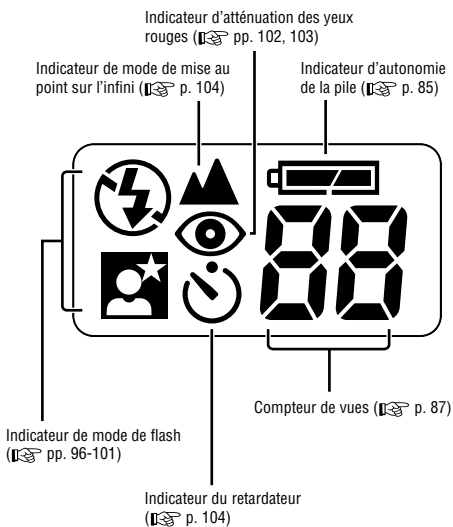 Indicateur d'atténuation des yeux
rouges (☞ pp. 102, 103)
Indicateur de mode de mise au
point sur l'infini (☞ p. 104)
Indicateur d'autonomie
de la pile (☞ p. 85)
88
Compteur de vues (☞ p. 87)
Indicateur de mode de flash
(☞ pp. 96-101)
Indicateur du retardateur
(☞ p. 104)